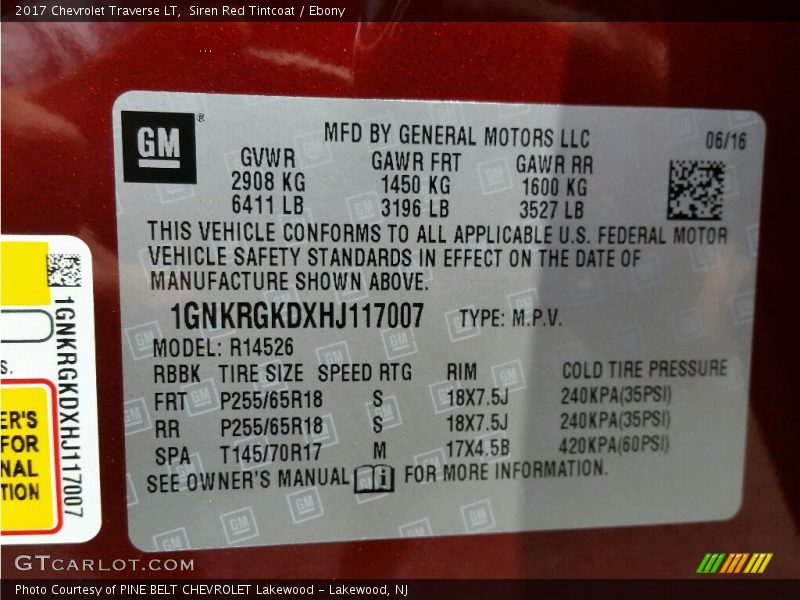 2017 Chevrolet Traverse LT, Siren Red Tintcoat / Ebony
GM®
MFD BY GENERAL MOTORS LLC 06/16
GVWR GAWR FRT GAWR RR
2908 KG 1450 KG 1600 KG
6411 LB 3196 LB 3527 LB
THIS VEHICLE CONFORMS TO ALL APPLICABLE U.S. FEDERAL MOTOR
VEHICLE SAFETY STANDARDS IN EFFECT ON THE DATE OF
MANUFACTURE SHOWN ABOVE.
1GNKRGKDXHJ117007 TYPE: M.P.V.
MODEL: R14526
RBBK TIRE SIZE SPEED RTG RIM COLD TIRE PRESSURE
FRT P255/65R18 S 18X7.5J 240KPA(35PSI)
RR P255/65R18 S 18X7.5J 240KPA(35PSI)
SPA T145/70R17 M 17X4.5B 420KPA(60PSI)
SEE OWNER'S MANUAL i FOR MORE INFORMATION.
1GNKRGKDXHJ117007
S.
ER'S
FOR
NAL
TION
GTCARLOT.COM
Photo Courtesy of PINE BELT CHEVROLET Lakewood - Lakewood, NJ